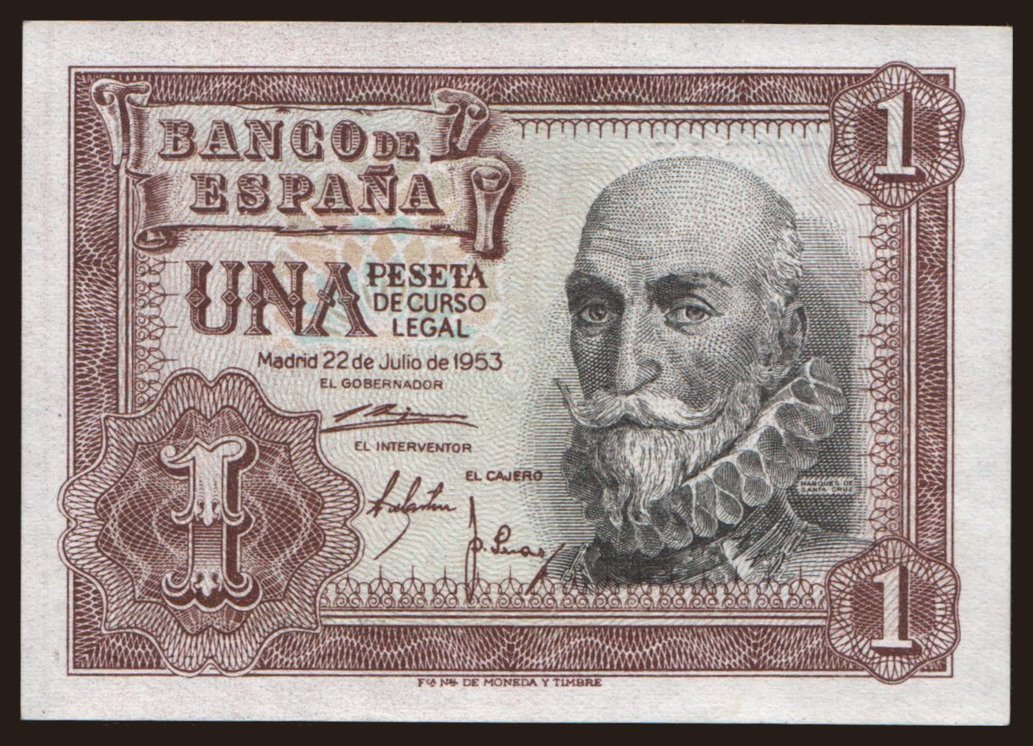 BANCO DE
ESPAÑA
UNA PESETA
DE CURSO
LEGAL
Madrid 22 de Julio de 1953
EL GOBERNADOR
EL INTERVENTOR
EL CAJERO
MARQUES DE
SANTA CRUZ
1
1
1
Fca Nal DE MONEDA Y TIMBRE